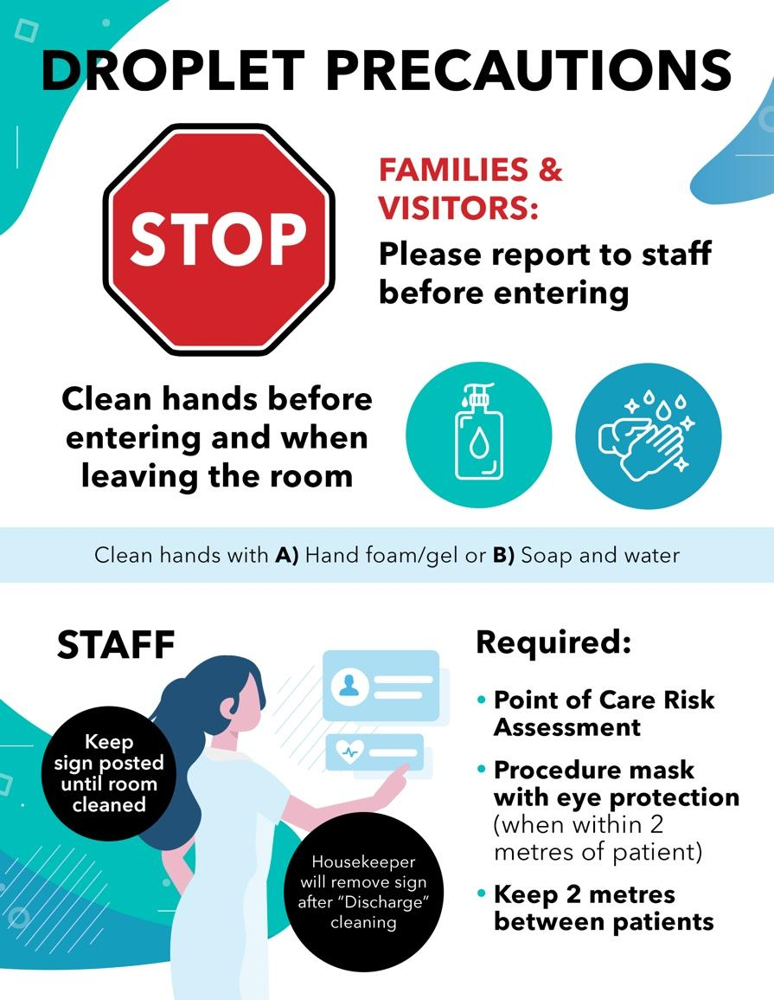 DROPLET PRECAUTIONS
STOP
FAMILIES &
VISITORS:
Please report to staff
before entering
Clean hands before
entering and when
leaving the room
Clean hands with A) Hand foam/gel or B) Soap and water
STAFF
Keep
sign posted
until room
cleaned
Housekeeper
will remove sign
after “Discharge”
cleaning
Required:
• Point of Care Risk
Assessment
• Procedure mask
with eye protection
(when within 2
metres of patient)
• Keep 2 metres
between patients